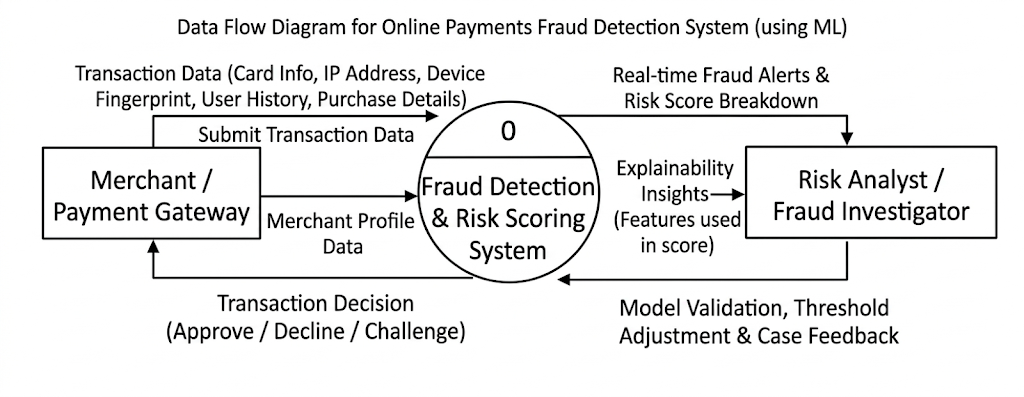 Data Flow Diagram for Online Payments Fraud Detection System (using ML)
Transaction Data (Card Info, IP Address, Device
Fingerprint, User History, Purchase Details)
Submit Transaction Data
Real-time Fraud Alerts &
Risk Score Breakdown
Merchant /
Payment Gateway
Merchant Profile
Data
0
Fraud Detection
& Risk Scoring
System
Explainability
Insights
(Features used
in score)
Risk Analyst /
Fraud Investigator
Transaction Decision
(Approve / Decline / Challenge)
Model Validation, Threshold
Adjustment & Case Feedback